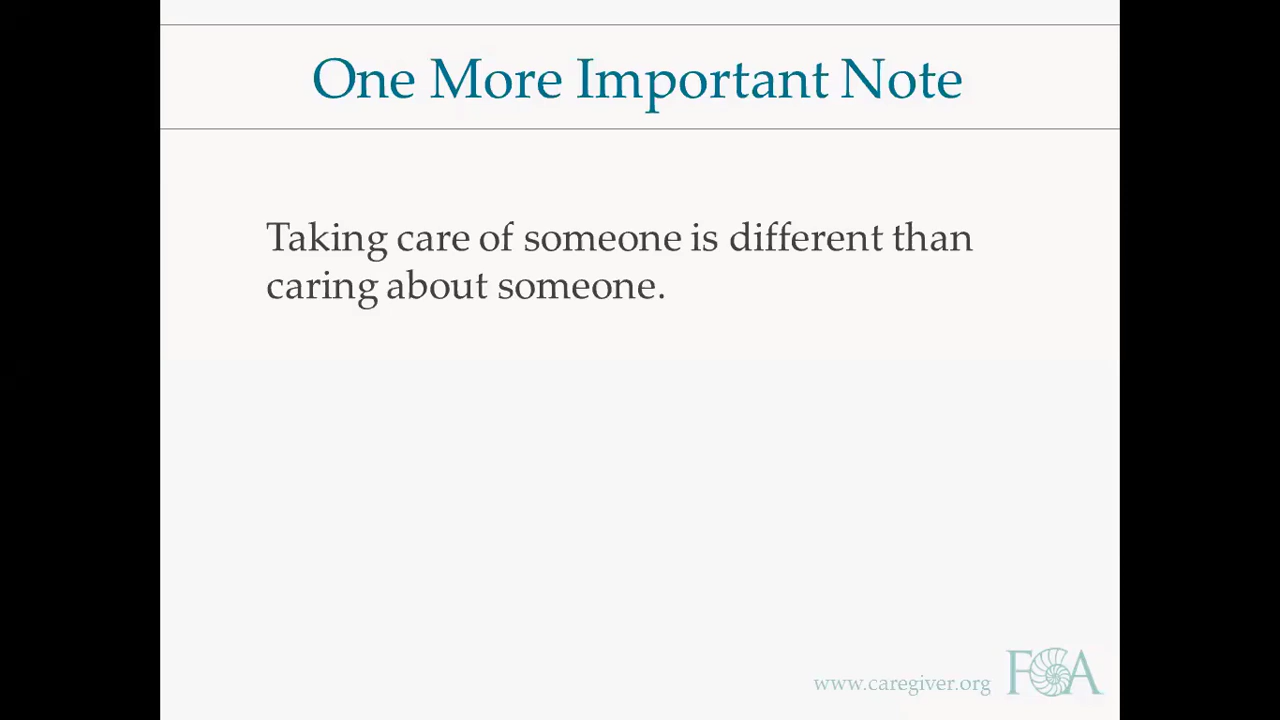 One More Important Note
Taking care of someone is different than
caring about someone.
www.caregiver.org FCA